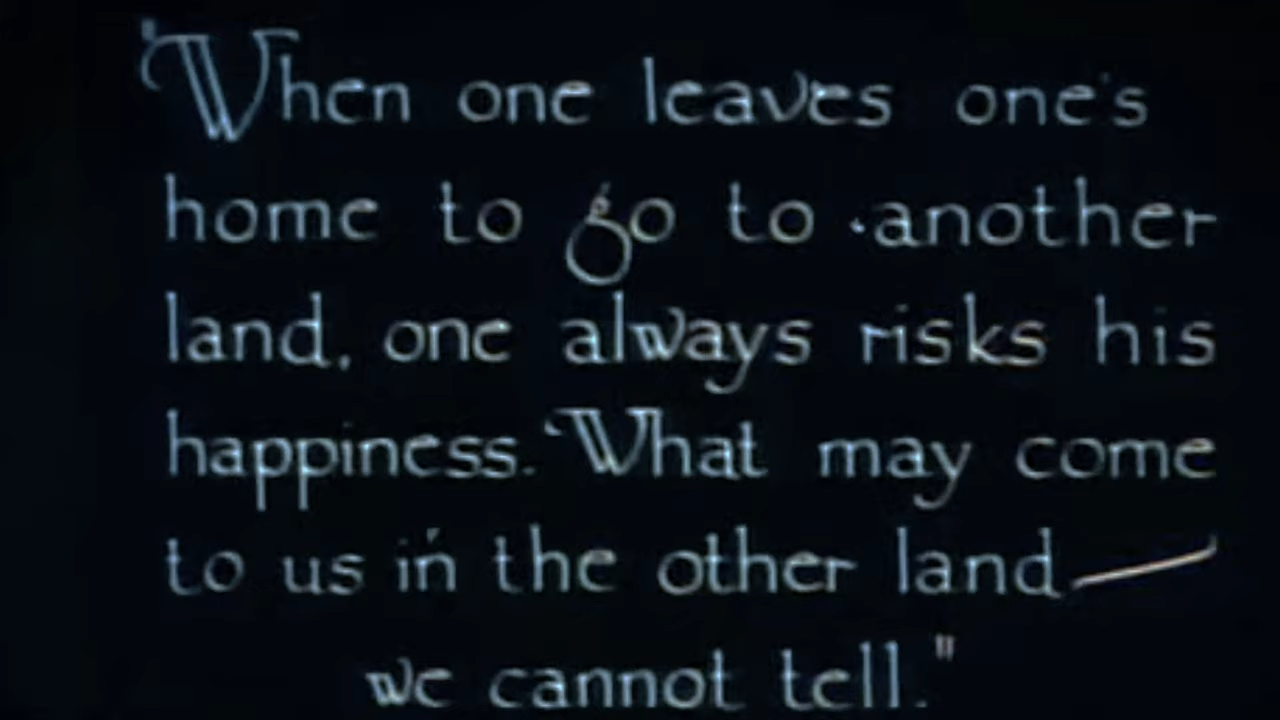 "When one leaves one's
home to go to another
land, one always risks his
happiness. What may come
to us in the other land —
we cannot tell."